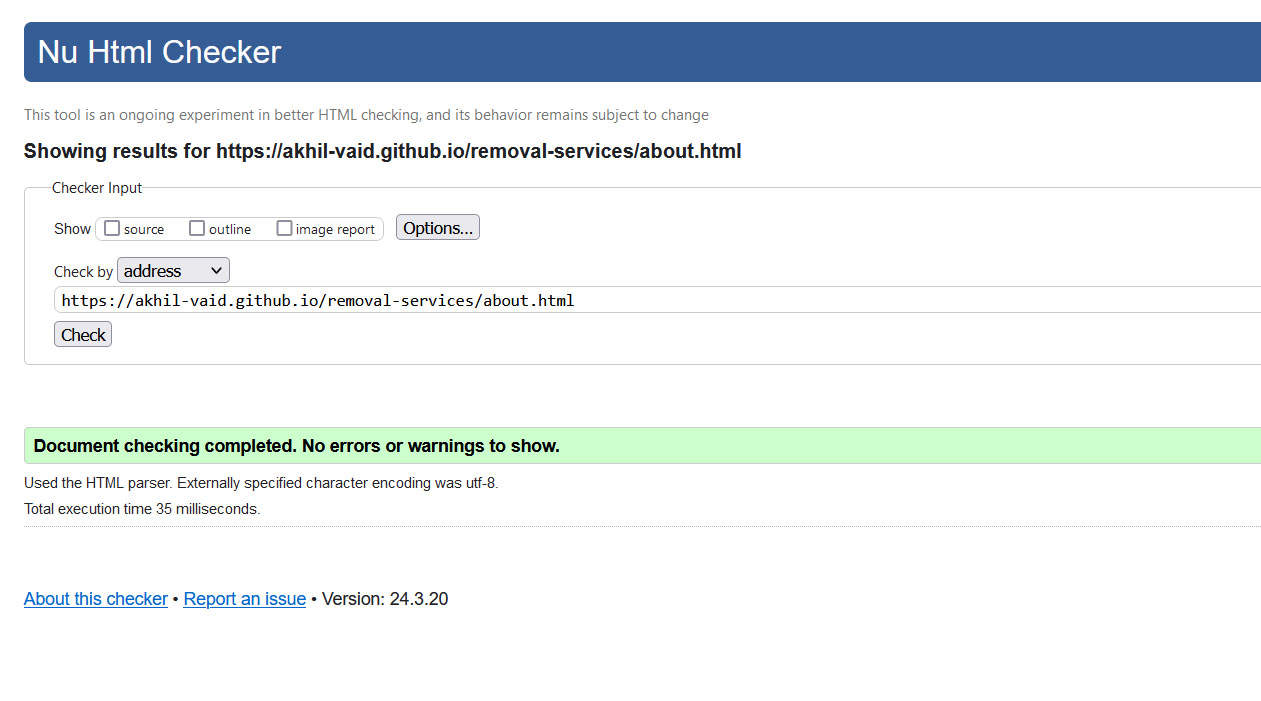 Nu Html Checker
This tool is an ongoing experiment in better HTML checking, and its behavior remains subject to change
Showing results for https://akhil-vaid.github.io/removal-services/about.html
Checker Input
Show source outline image report Options...
Check by address
https://akhil-vaid.github.io/removal-services/about.html
Check
Document checking completed. No errors or warnings to show.
Used the HTML parser. Externally specified character encoding was utf-8.
Total execution time 35 milliseconds.
About this checker • Report an issue • Version: 24.3.20